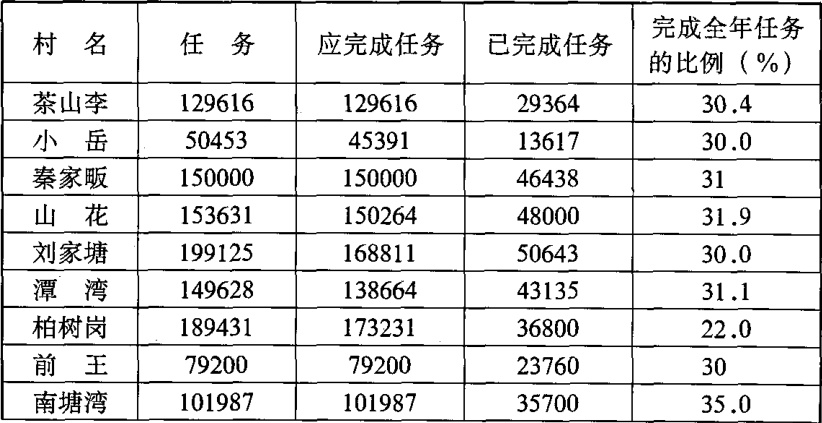 村 名 任 务 应完成任务 已完成任务 完成全年任务的比例（%）
茶山李 129616 129616 29364 30.4
小 岳 50453 45391 13617 30.0
秦家畈 150000 150000 46438 31
山 花 153631 150264 48000 31.9
刘家塘 199125 168811 50643 30.0
潭 湾 149628 138664 43135 31.1
柏树岗 189431 173231 36800 22.0
前 王 79200 79200 23760 30
南塘湾 101987 101987 35700 35.0